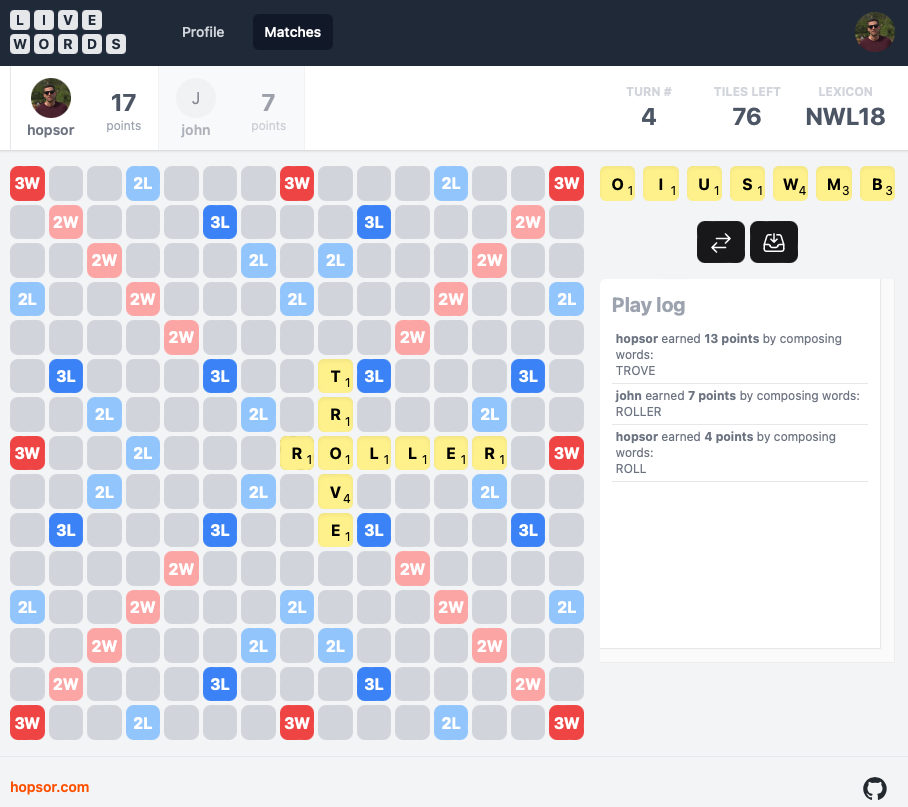 LIVE
WORDS
Profile
Matches
hopsor
17
points
J
john
7
points
TURN #
4
TILES LEFT
76
LEXICON
NWL18
3W 2L 3W 2L 3W
2W 3L 3L 2W
2W 2L 2L 2W
2L 2W 2L 2W 2L
2W 2W
3L 3L T1 3L 3L
2L 2L R1 2L
3W 2L R1 O1 L1 L1 E1 R1 3W
2L 2L V4 2L
3L 3L E1 3L 3L
2W 2W
2L 2W 2L 2W 2L
2W 2L 2L 2W
2W 3L 3L 2W
3W 2L 3W 2L 3W
O1 I1 U1 S1 W4 M3 B3
Play log
hopsor earned 13 points by composing
words:
TROVE
john earned 7 points by composing words:
ROLLER
hopsor earned 4 points by composing
words:
ROLL
hopsor.com